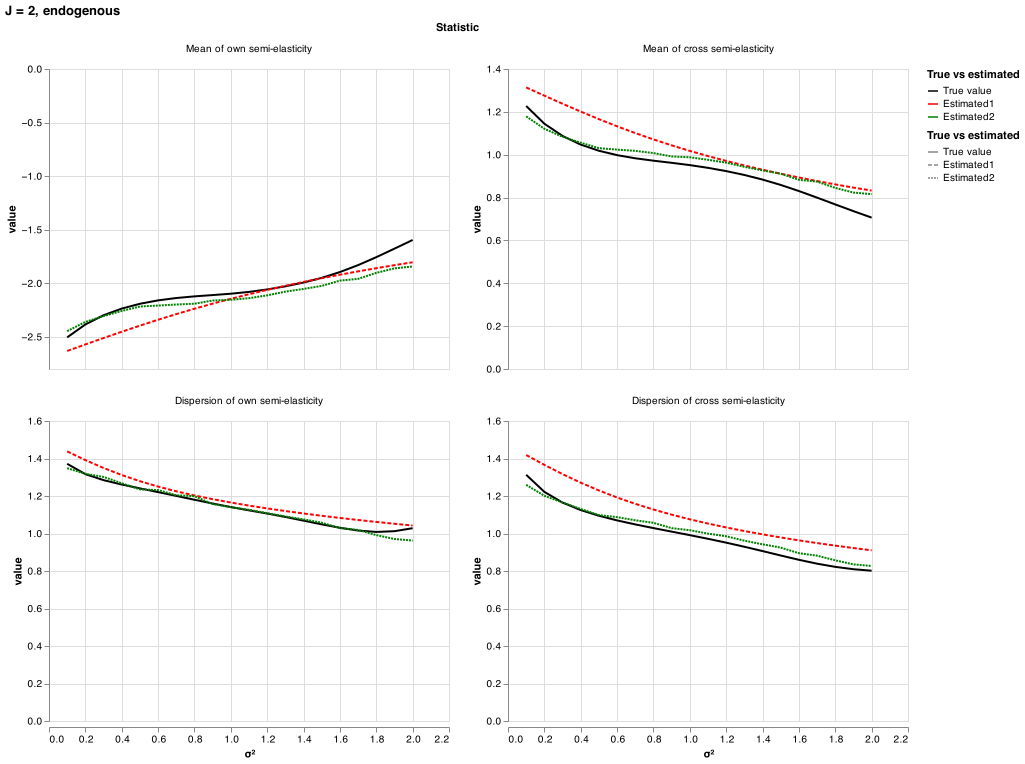 J = 2, endogenous
Statistic
Mean of own semi-elasticity
0.0
−0.5
−1.0
−1.5
−2.0
−2.5
value
Mean of cross semi-elasticity
1.4
1.2
1.0
0.8
0.6
0.4
0.2
0.0
value
True vs estimated
True value
Estimated1
Estimated2
True vs estimated
True value
Estimated1
Estimated2
Dispersion of own semi-elasticity
1.6
1.4
1.2
1.0
0.8
0.6
0.4
0.2
0.0
value
0.0 0.2 0.4 0.6 0.8 1.0 1.2 1.4 1.6 1.8 2.0 2.2
σ²
Dispersion of cross semi-elasticity
1.6
1.4
1.2
1.0
0.8
0.6
0.4
0.2
0.0
value
0.0 0.2 0.4 0.6 0.8 1.0 1.2 1.4 1.6 1.8 2.0 2.2
σ²